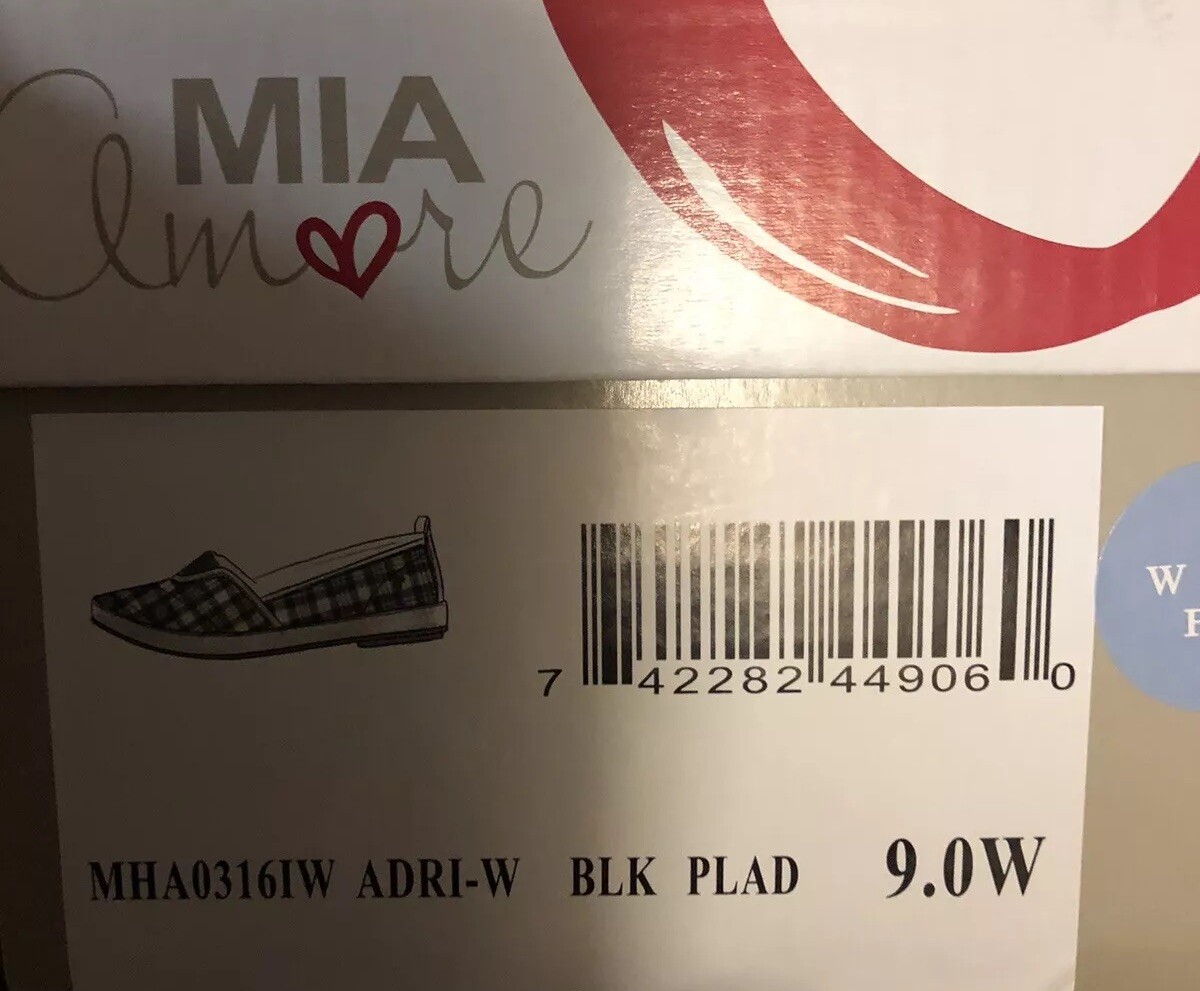 MIA
Amore
7 42282 44906 0
MHA0316IW ADRI-W BLK PLAD 9.0W
W